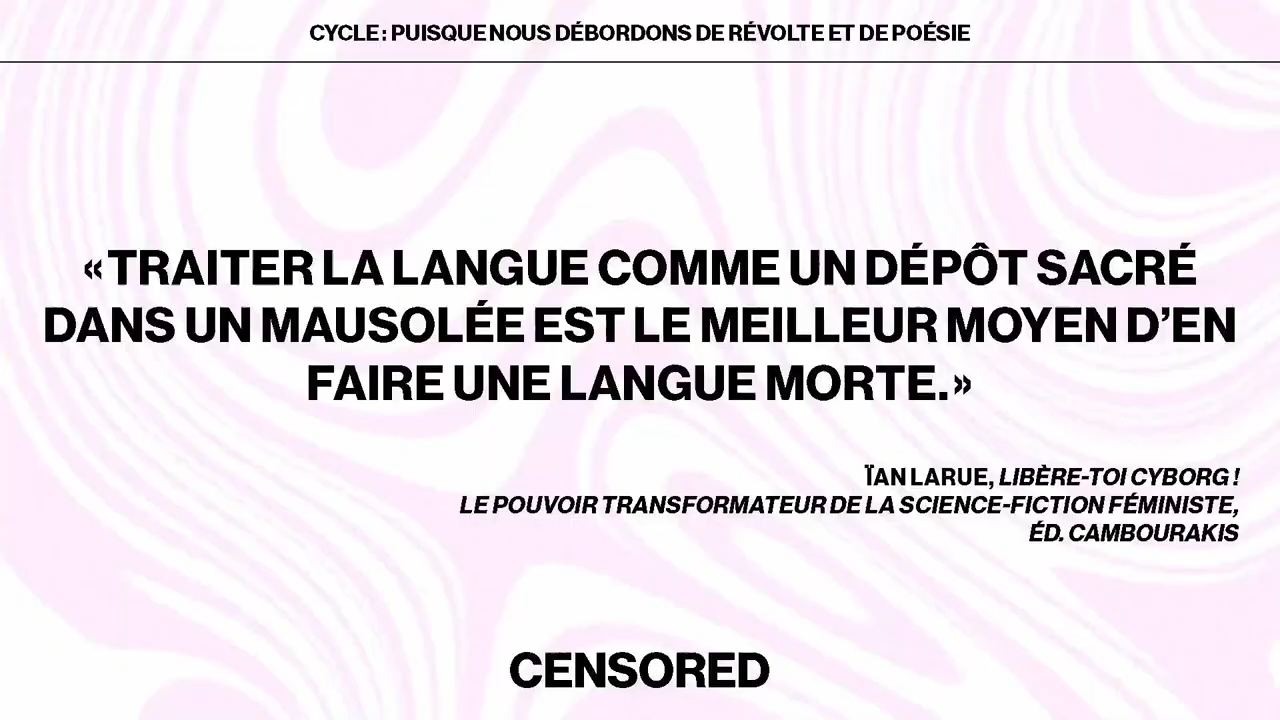 CYCLE : PUISQUE NOUS DÉBORDONS DE RÉVOLTE ET DE POÉSIE
« TRAITER LA LANGUE COMME UN DÉPÔT SACRÉ
DANS UN MAUSOLÉE EST LE MEILLEUR MOYEN D’EN
FAIRE UNE LANGUE MORTE. »
ÏAN LARUE, LIBÈRE-TOI CYBORG !
LE POUVOIR TRANSFORMATEUR DE LA SCIENCE-FICTION FÉMINISTE,
ÉD. CAMBOURAKIS
CENSORED